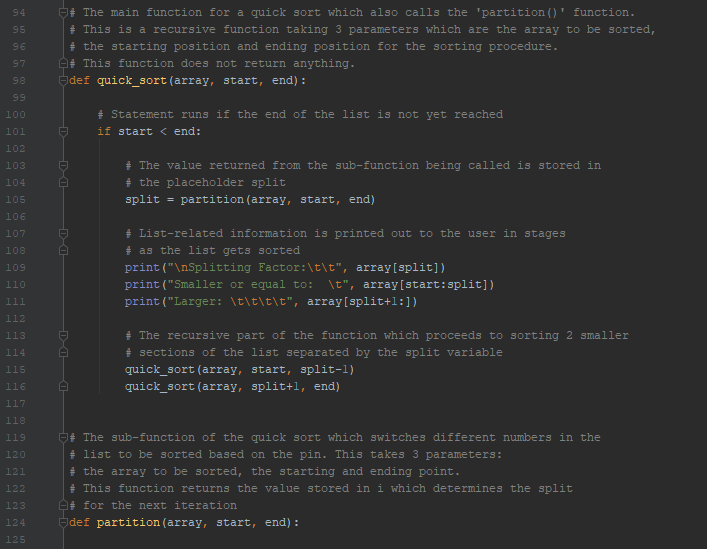 94 # The main function for a quick sort which also calls the 'partition()' function.
95 # This is a recursive function taking 3 parameters which are the array to be sorted,
96 # the starting position and ending position for the sorting procedure.
97 # This function does not return anything.
98 def quick_sort(array, start, end):
99
100     # Statement runs if the end of the list is not yet reached
101     if start < end:
102
103         # The value returned from the sub-function being called is stored in
104         # the placeholder split
105         split = partition(array, start, end)
106
107         # List-related information is printed out to the user in stages
108         # as the list gets sorted
109         print("\nSplitting Factor:\t\t", array[split])
110         print("Smaller or equal to:  \t", array[start:split])
111         print("Larger: \t\t\t\t", array[split+1:])
112
113         # The recursive part of the function which proceeds to sorting 2 smaller
114         # sections of the list separated by the split variable
115         quick_sort(array, start, split-1)
116         quick_sort(array, split+1, end)
117
118
119 # The sub-function of the quick sort which switches different numbers in the
120 # list to be sorted based on the pin. This takes 3 parameters:
121 # the array to be sorted, the starting and ending point.
122 # This function returns the value stored in i which determines the split
123 # for the next iteration
124 def partition(array, start, end):
125